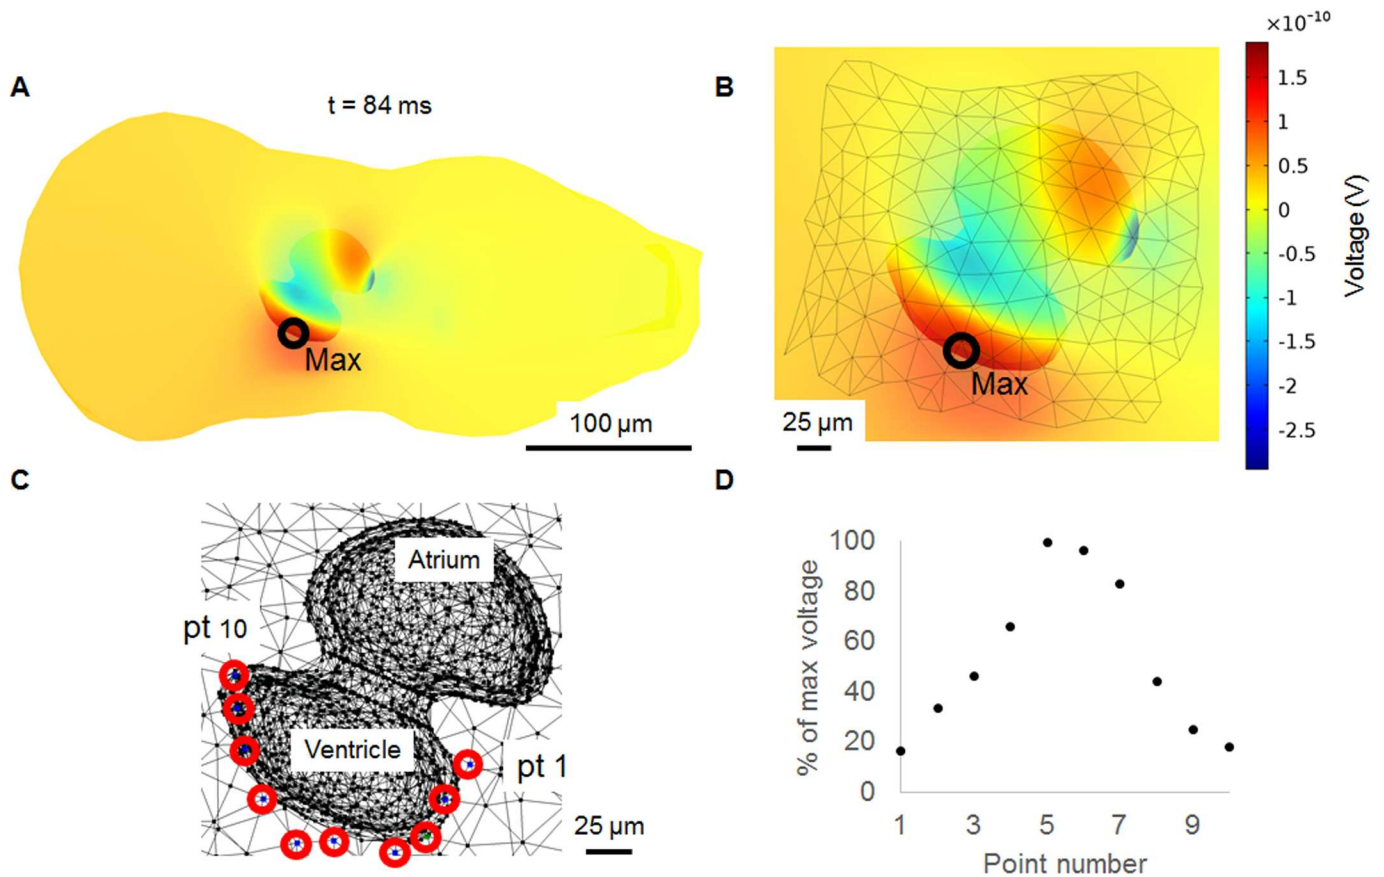 A
t = 84 ms
Max
100 µm
B
Max
25 µm
×10⁻¹⁰
1.5
1
0.5
0
-0.5
-1
-1.5
-2
-2.5
Voltage (V)
C
Atrium
pt 10
Ventricle
pt 1
25 µm
D
% of max voltage
100
80
60
40
20
0
1 3 5 7 9
Point number